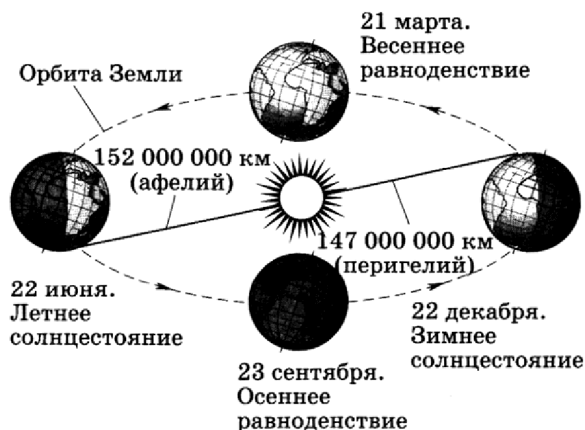 21 марта.
Весеннее
равноденствие
Орбита Земли
152 000 000 км
(афелий)
147 000 000 км
(перигелий)
22 июня.
Летнее
солнцестояние
22 декабря.
Зимнее
солнцестояние
23 сентября.
Осеннее
равноденствие